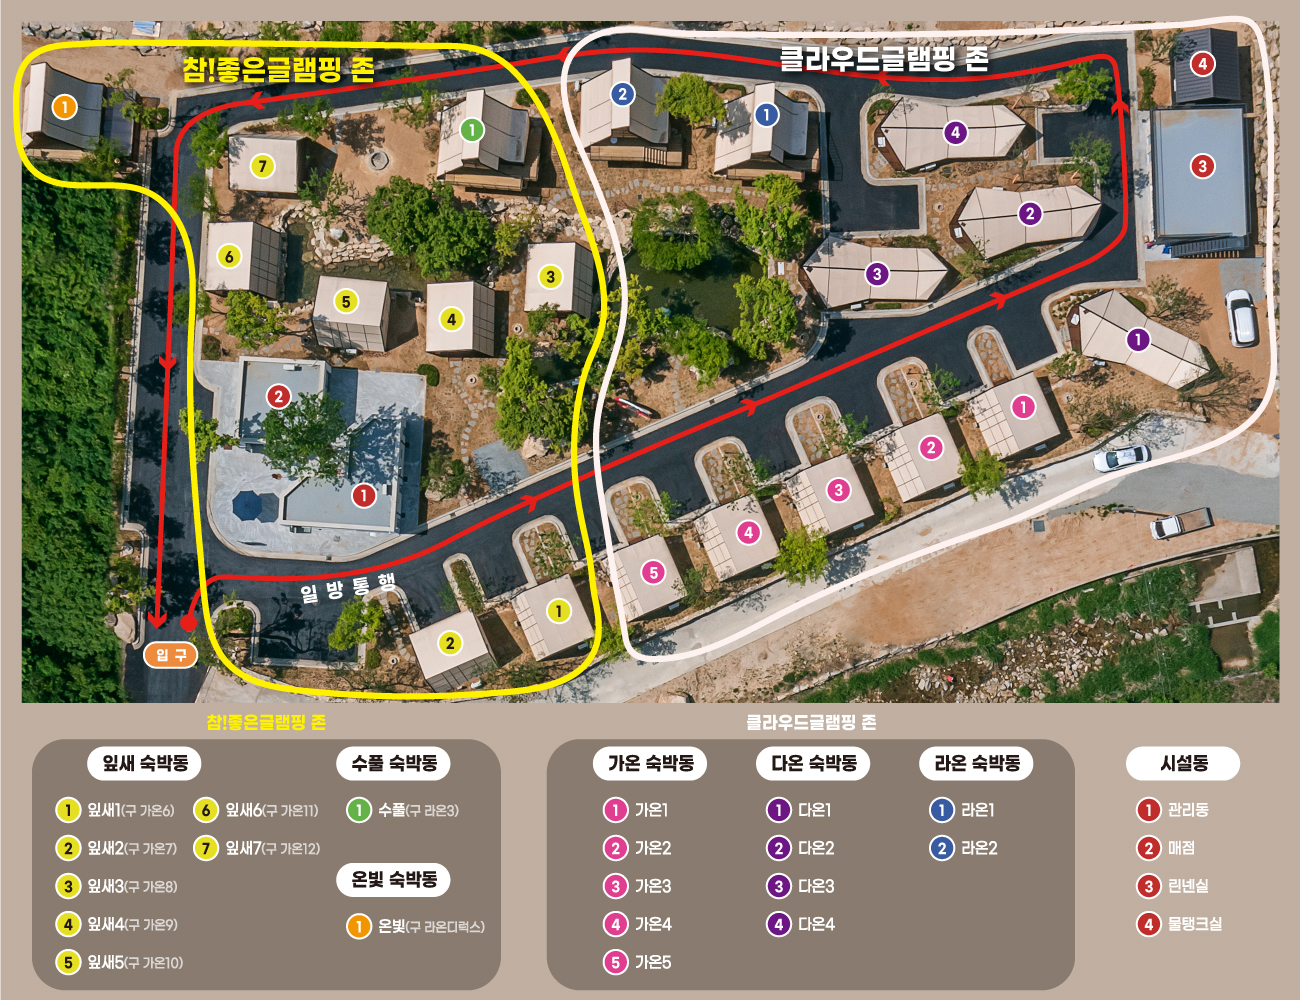 참!좋은글램핑 존
클라우드글램핑 존
1
2
1
4
3
1
7
4
2
6
3
3
5
4
1
2
1
1
2
3
4
5
1
2
일 방 통 행
입 구
참!좋은글램핑 존
클라우드글램핑 존
잎새 숙박동
1 잎새1(구 가온6)
2 잎새2(구 가온7)
3 잎새3(구 가온8)
4 잎새4(구 가온9)
5 잎새5(구 가온10)
6 잎새6(구 가온11)
7 잎새7(구 가온12)
수풀 숙박동
1 수풀(구 라온3)
온빛 숙박동
1 온빛(구 라온디럭스)
가온 숙박동
1 가온1
2 가온2
3 가온3
4 가온4
5 가온5
다온 숙박동
1 다온1
2 다온2
3 다온3
4 다온4
라온 숙박동
1 라온1
2 라온2
시설동
1 관리동
2 매점
3 린넨실
4 물탱크실